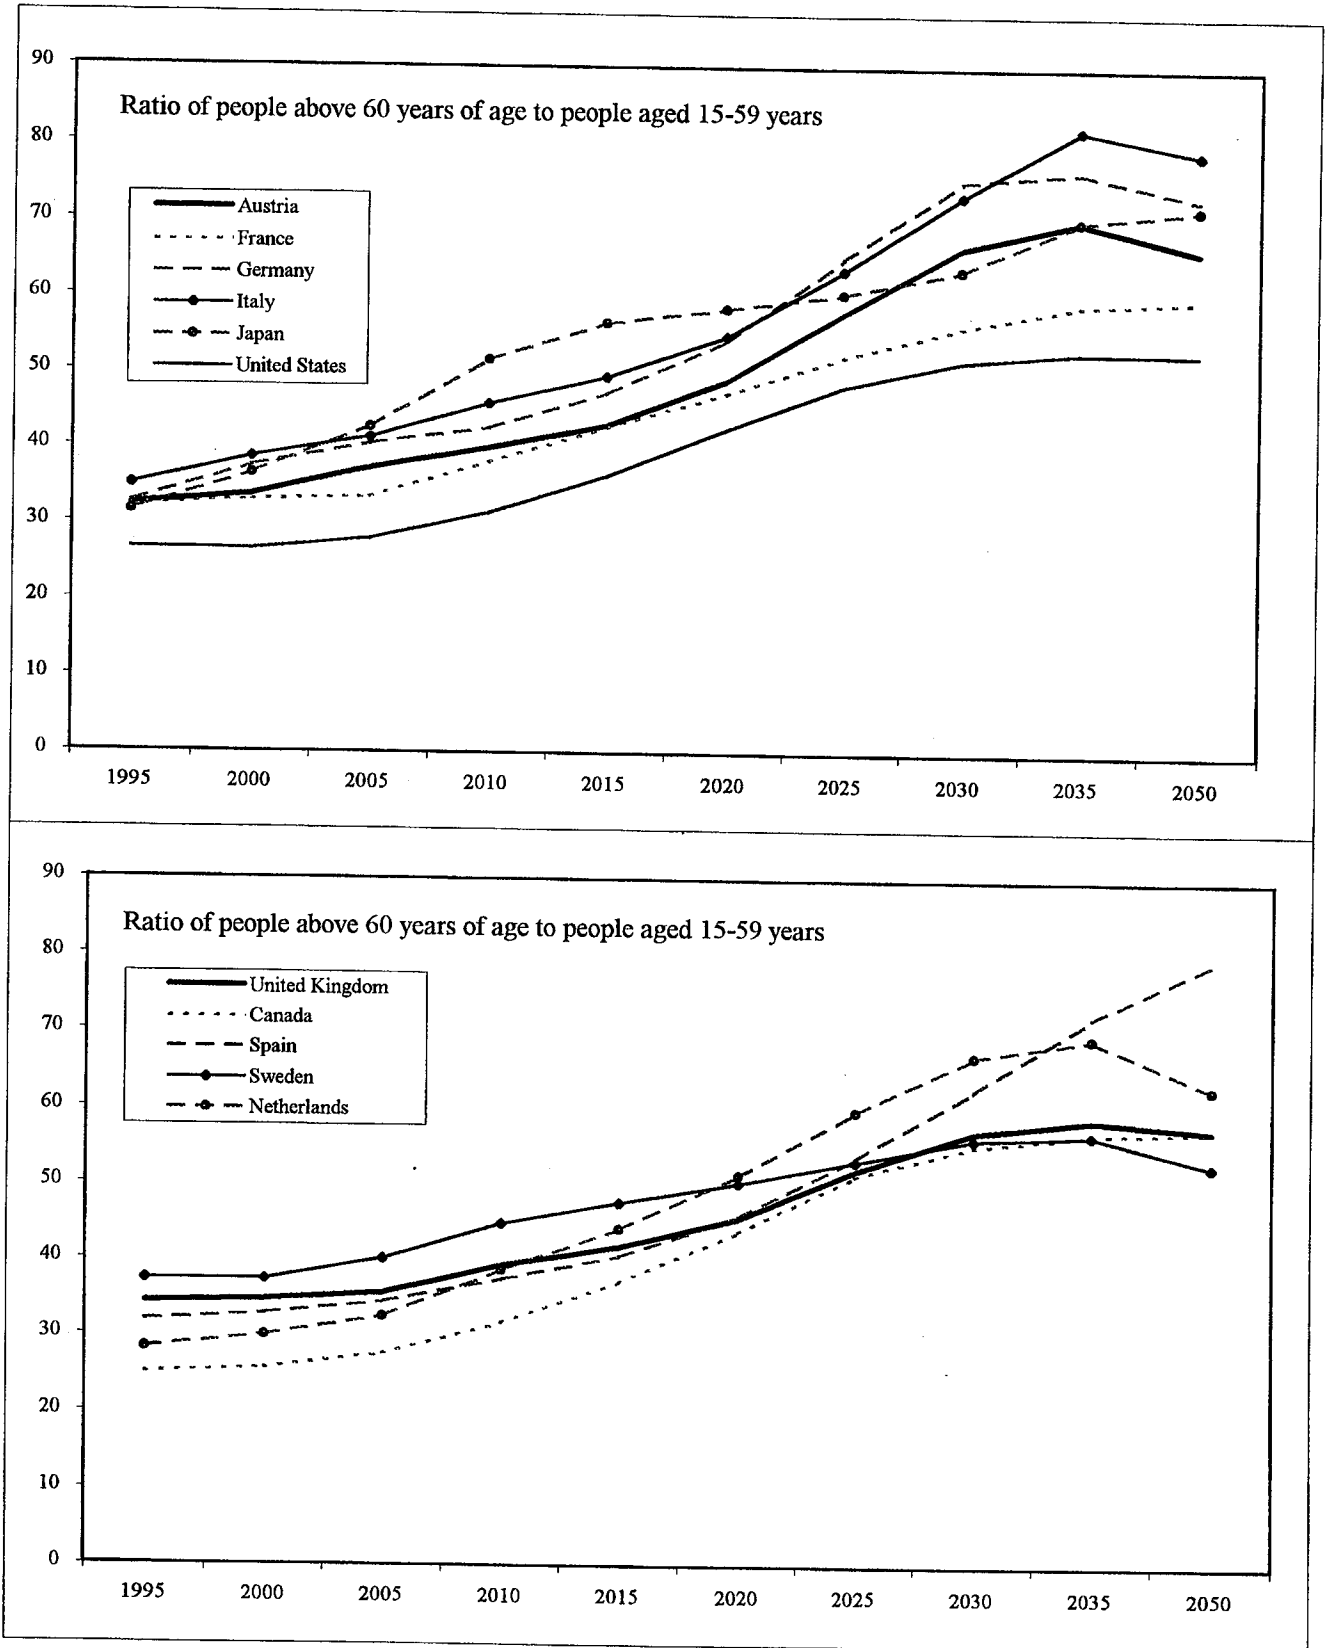 90
Ratio of people above 60 years of age to people aged 15-59 years
80
70
60
50
40
30
20
10
0
Austria
France
Germany
Italy
Japan
United States
1995 2000 2005 2010 2015 2020 2025 2030 2035 2050
90
Ratio of people above 60 years of age to people aged 15-59 years
80
70
60
50
40
30
20
10
0
United Kingdom
Canada
Spain
Sweden
Netherlands
1995 2000 2005 2010 2015 2020 2025 2030 2035 2050